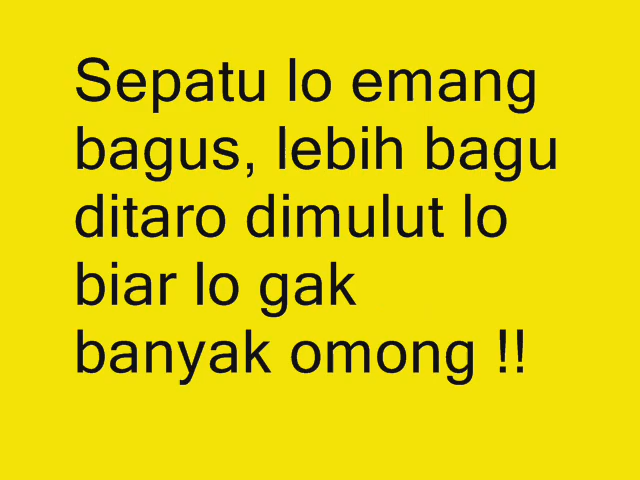 Sepatu lo emang
bagus, lebih bagu
ditaro dimulut lo
biar lo gak
banyak omong !!